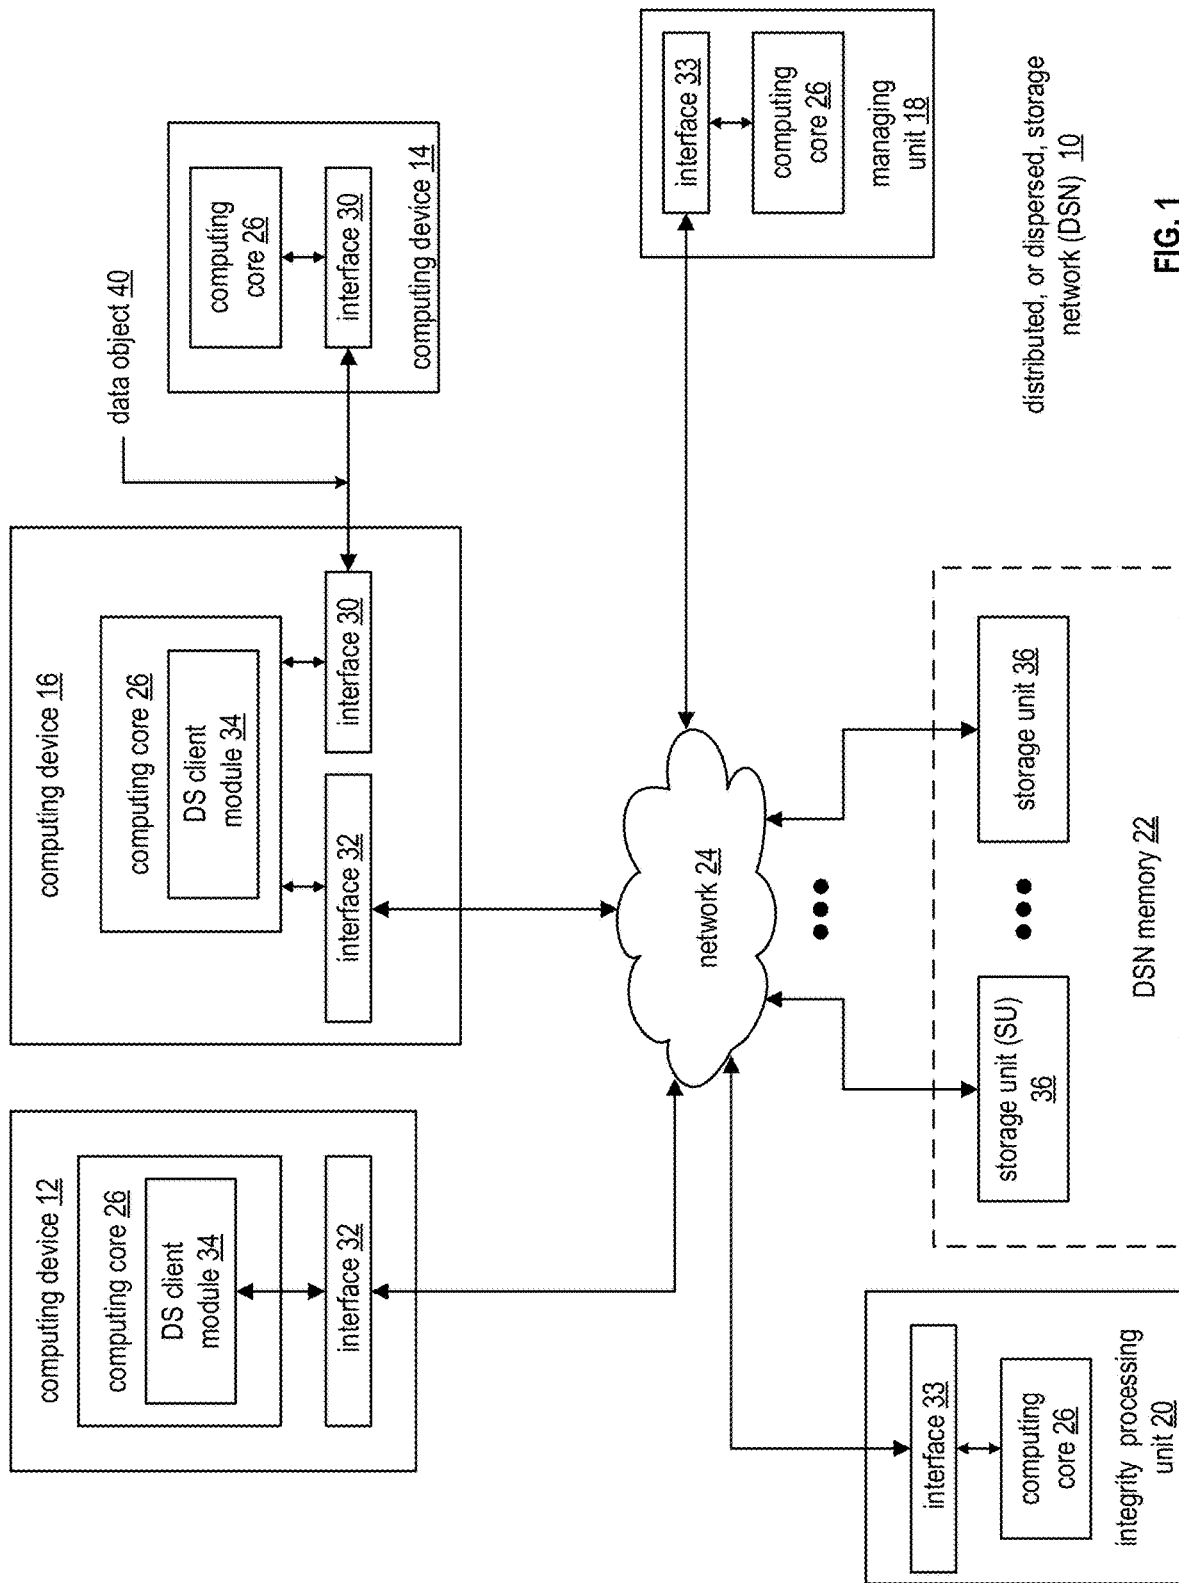 computing device 12
computing core 26
DS client
module 34
interface 32
computing device 16
computing core 26
DS client
module 34
interface 32
interface 30
data object 40
computing
core 26
interface 30
computing device 14
network 24
interface 33
computing
core 26
managing
unit 18
interface 33
computing
core 26
integrity processing
unit 20
storage unit (SU)
36
storage unit 36
DSN memory 22
distributed, or dispersed, storage
network (DSN) 10
FIG. 1